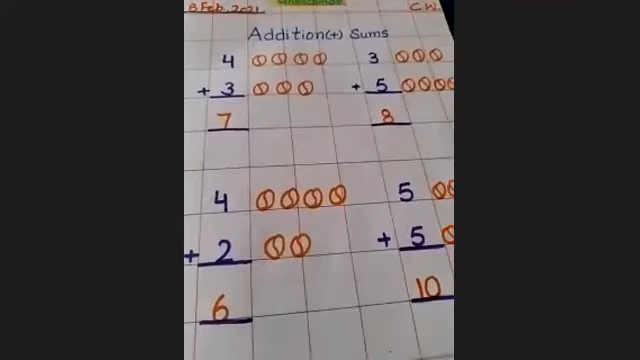 8 Feb. 2021 C.W.
Addition(+) Sums
4 3
+ 3 + 5
7 8
4 5
+ 2 + 5
6 10